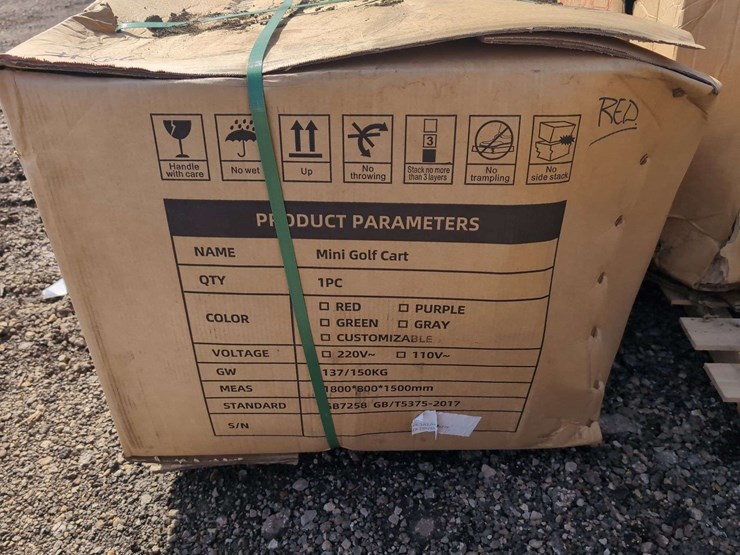 RED
3
Handle with care
No wet
Up
No throwing
Stack no more than 3 layers
No trampling
No side stack
PRODUCT PARAMETERS
NAME Mini Golf Cart
QTY 1PC
COLOR □ RED □ PURPLE
□ GREEN □ GRAY
□ CUSTOMIZABLE
VOLTAGE □ 220V~ □ 110V~
GW 137/150KG
MEAS 1800*800*1500mm
STANDARD GB7258 GB/T5375-2017
S/N